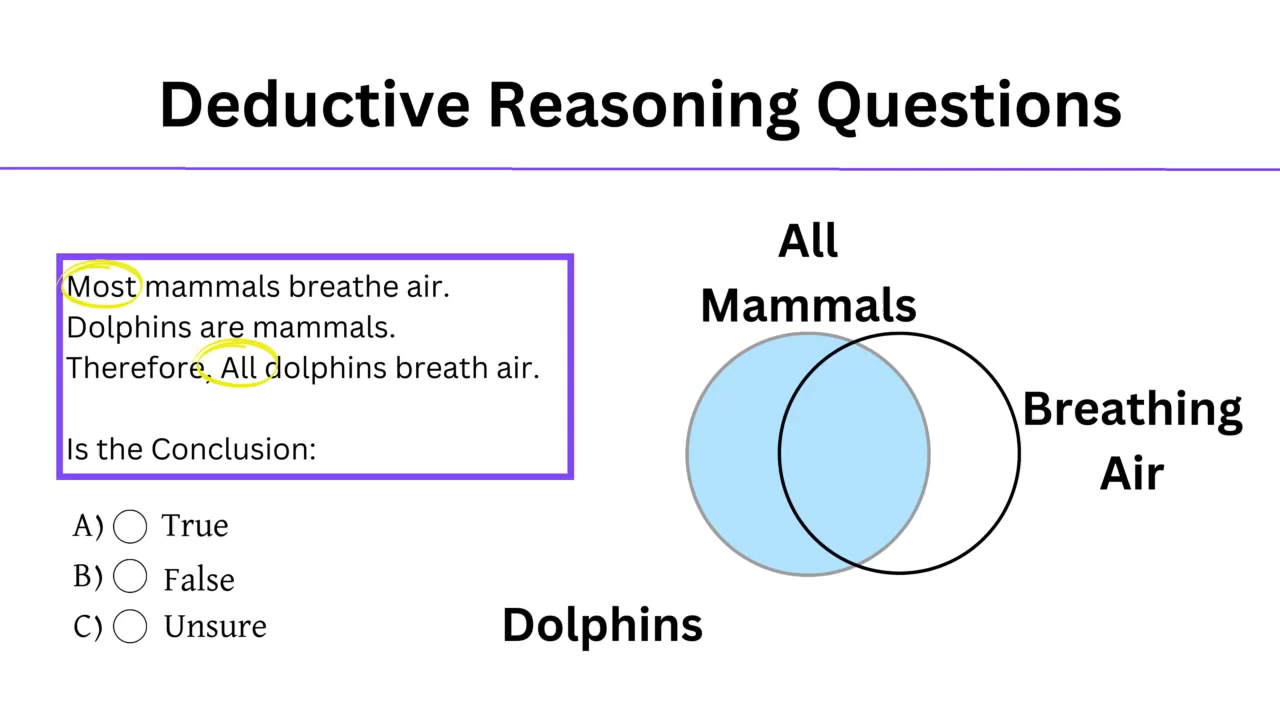 Deductive Reasoning Questions
Most mammals breathe air.
Dolphins are mammals.
Therefore, All dolphins breath air.
Is the Conclusion:
A) True
B) False
C) Unsure
All
Mammals
Breathing
Air
Dolphins